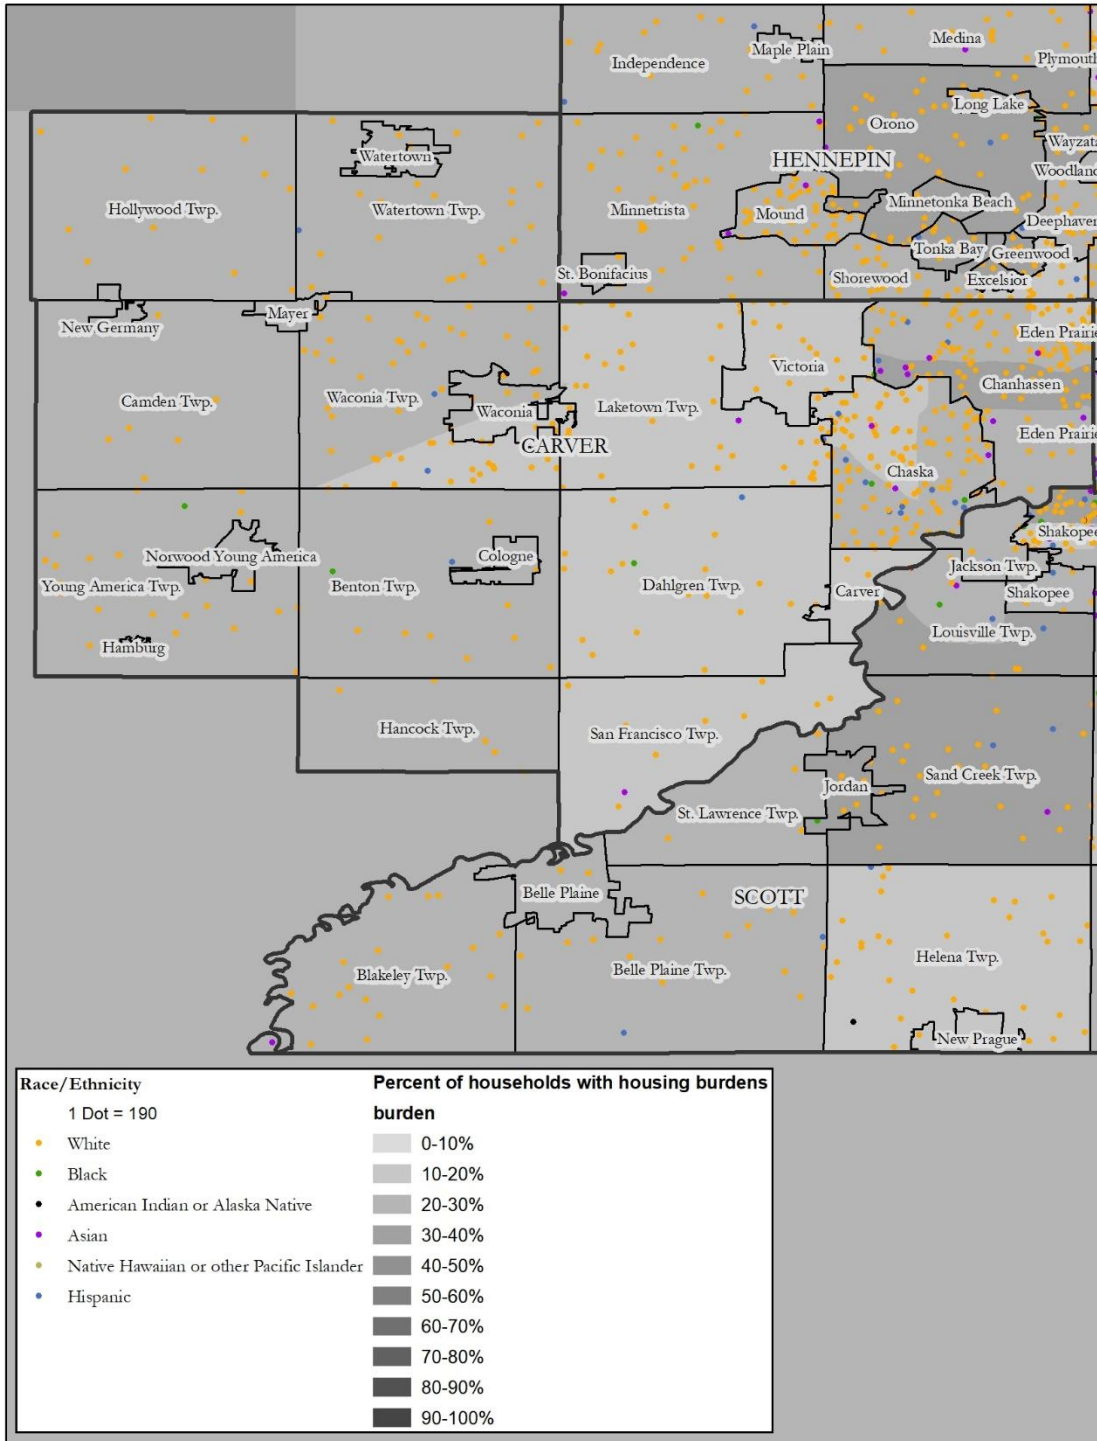 Medina
Maple Plain
Independence
Plymouth
Long Lake
Orono
Wayzata
Watertown
HENNEPIN
Woodland
Hollywood Twp.
Watertown Twp.
Minnetrista
Mound
Minnetonka Beach
Deephaven
Tonka Bay
Greenwood
St. Bonifacius
Shorewood
Excelsior
New Germany
Mayer
Eden Prairie
Victoria
Chanhassen
Camden Twp.
Waconia Twp.
Waconia
Laketown Twp.
Eden Prairie
CARVER
Chaska
Shakopee
Norwood Young America
Cologne
Jackson Twp.
Young America Twp.
Benton Twp.
Dahlgren Twp.
Carver
Shakopee
Louisville Twp.
Hamburg
Hancock Twp.
San Francisco Twp.
Sand Creek Twp.
Jordan
St. Lawrence Twp.
Belle Plaine
SCOTT
Helena Twp.
Blakeley Twp.
Belle Plaine Twp.
New Prague
Race/Ethnicity
1 Dot = 190
White
Black
American Indian or Alaska Native
Asian
Native Hawaiian or other Pacific Islander
Hispanic
Percent of households with housing burdens
burden
0-10%
10-20%
20-30%
30-40%
40-50%
50-60%
60-70%
70-80%
80-90%
90-100%